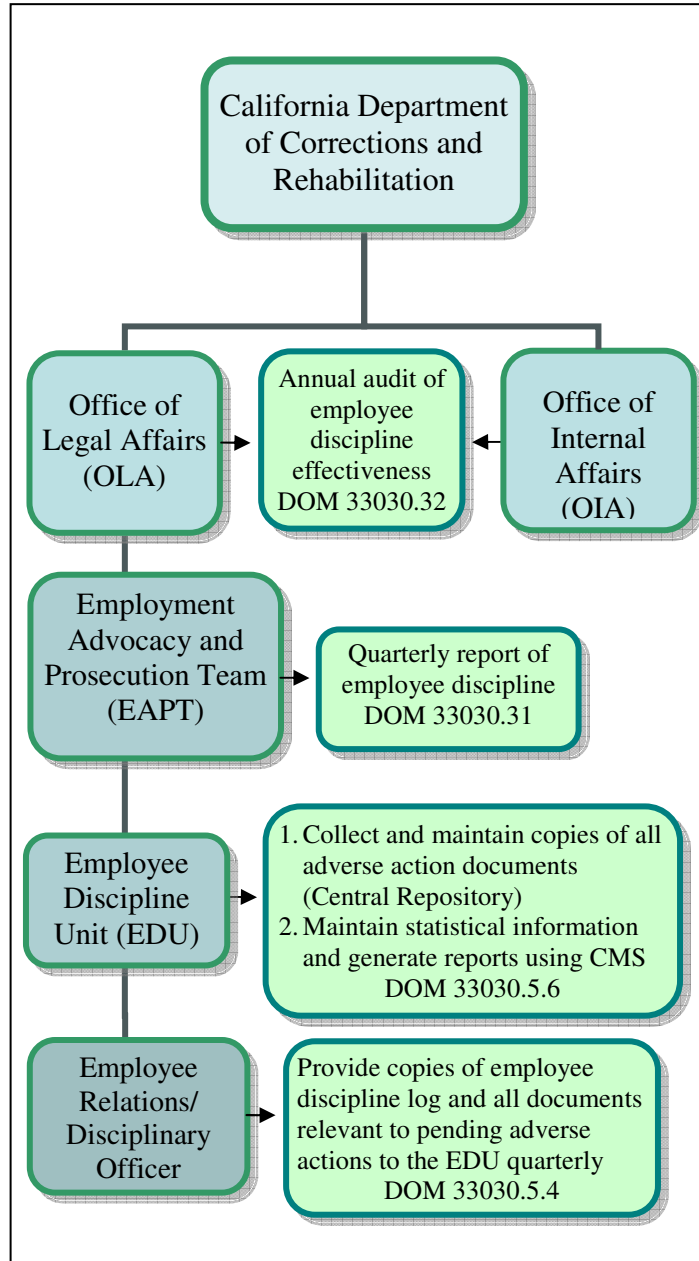 California Department
of Corrections and
Rehabilitation
Office of
Legal Affairs
(OLA)
Annual audit of
employee
discipline
effectiveness
DOM 33030.32
Office of
Internal
Affairs
(OIA)
Employment
Advocacy and
Prosecution Team
(EAPT)
Quarterly report of
employee discipline
DOM 33030.31
Employee
Discipline
Unit (EDU)
1. Collect and maintain copies of all
adverse action documents
(Central Repository)
2. Maintain statistical information
and generate reports using CMS
DOM 33030.5.6
Employee
Relations/
Disciplinary
Officer
Provide copies of employee
discipline log and all documents
relevant to pending adverse
actions to the EDU quarterly
DOM 33030.5.4